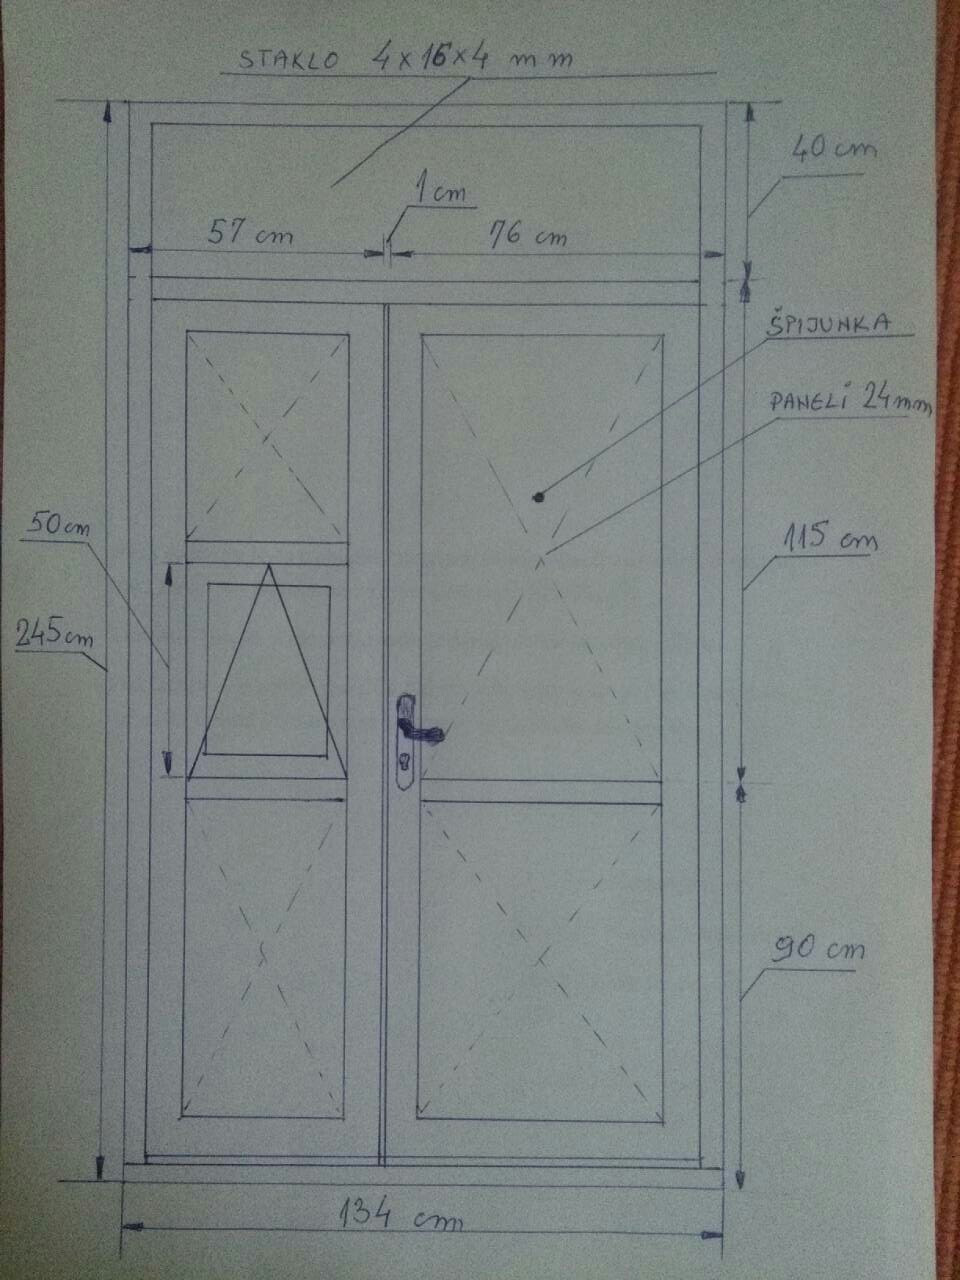 STAKLO 4x16x4 mm
40 cm
1 cm
57 cm
76 cm
ŠPIJUNKA
PANELI 24mm
50cm
115 cm
245cm
90 cm
134 cm